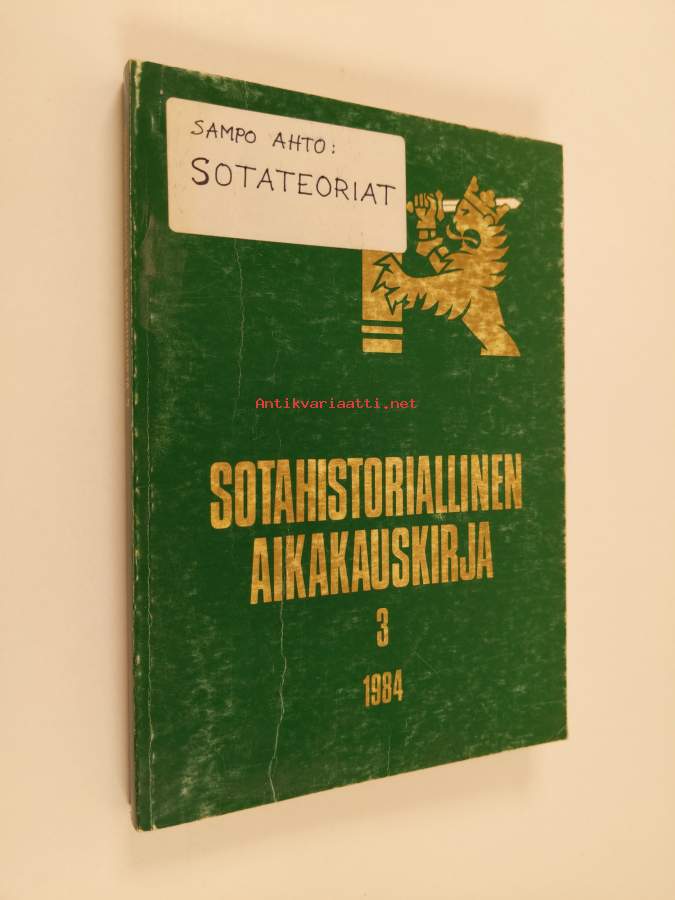 SAMPO AHTO:
SOTATEORIAT
Antikvariaatti.net
SOTAHISTORIALLINEN
AIKAKAUSKIRJA
3
1984